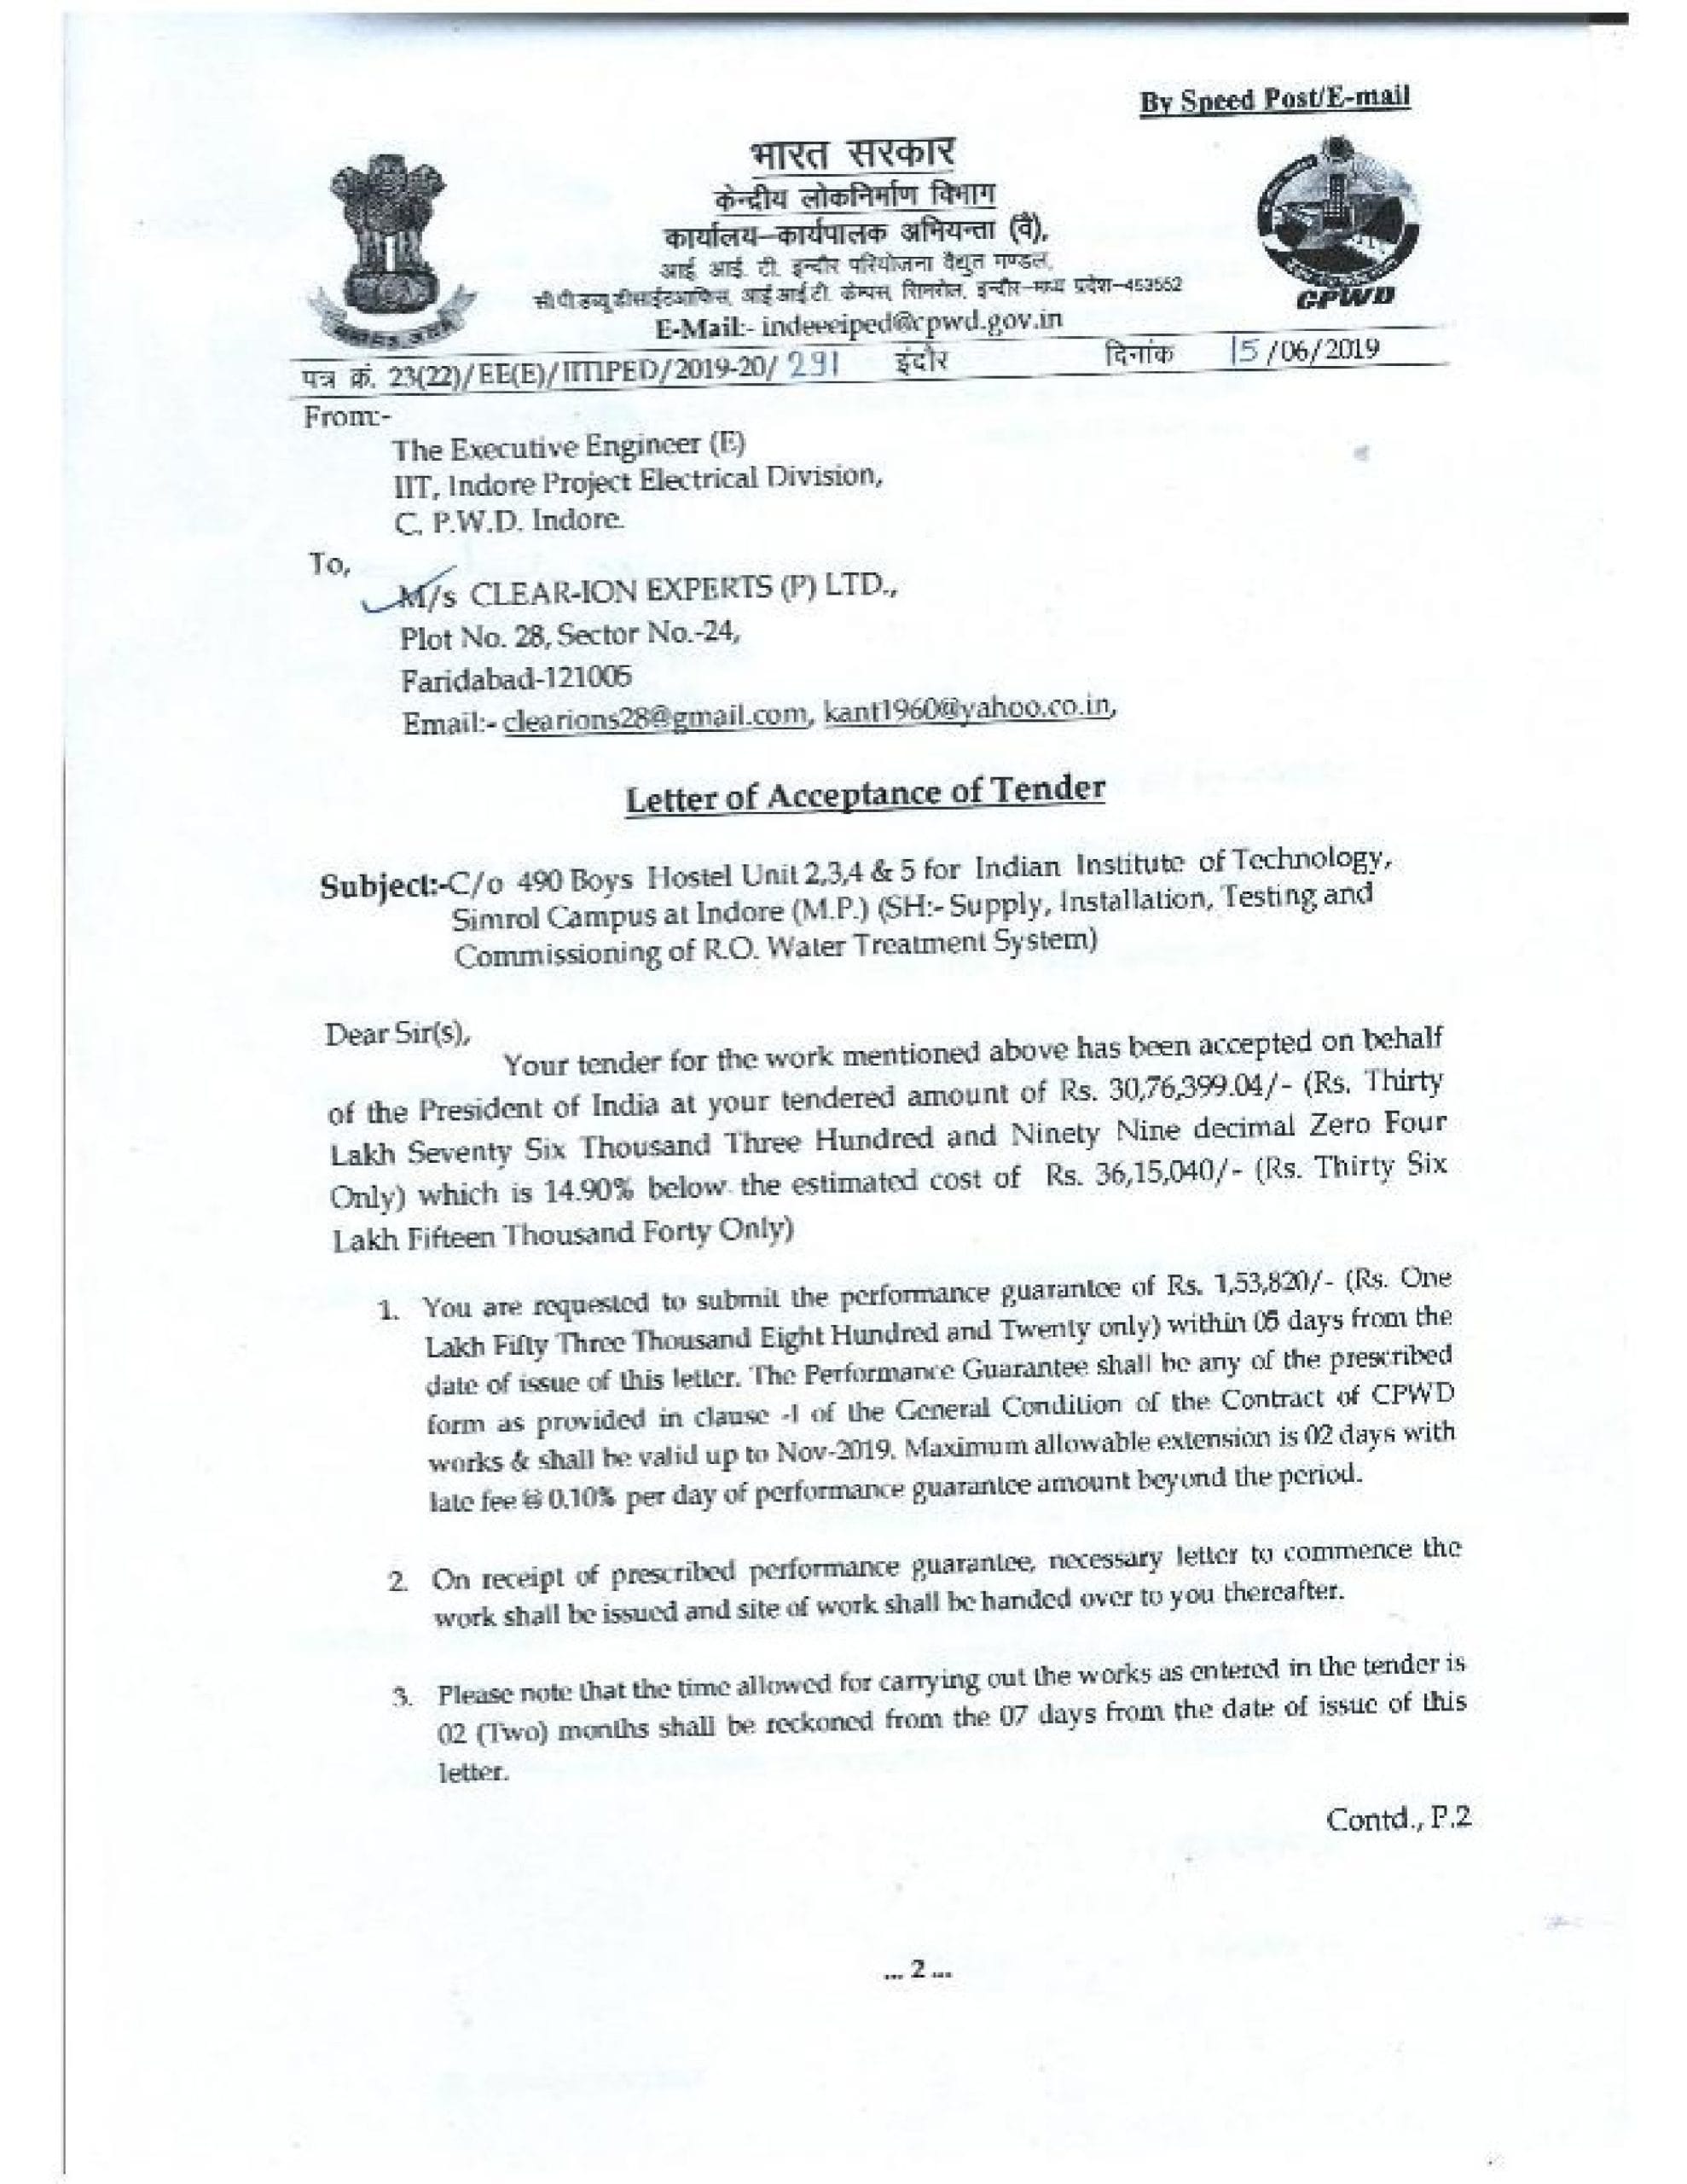 By Speed Post/E-mail
भारत सरकार
केन्दीय लोकनिर्माण विभाग
कार्यालय–कार्यपालक अभियन्ता (वै),
आई. आई. टी. इन्दौर परियोजना वैधुत मण्डल,
सी.पी.डब्यू.डी.साईटआफिस, आई.आई.टी. केम्पस, सिमरोल, इन्दौर–मध्य प्रदेश–453552
E-Mail:- indeeeiped@cpwd.gov.in
CPWD
पत्र क्रं. 23(22)/EE(E)/IITIPED/2019-20/ 291 इंदौर दिनांक 15/06/2019
From:-
The Executive Engineer (E)
IIT, Indore Project Electrical Division,
C. P.W.D. Indore.
To,
M/s CLEAR-ION EXPERTS (P) LTD.,
Plot No. 28, Sector No.-24,
Faridabad-121005
Email:- clearions28@gmail.com, kant1960@yahoo.co.in,
Letter of Acceptance of Tender
Subject:-C/o 490 Boys Hostel Unit 2,3,4 & 5 for Indian Institute of Technology,
Simrol Campus at Indore (M.P.) (SH:- Supply, Installation, Testing and
Commissioning of R.O. Water Treatment System)
Dear Sir(s),
Your tender for the work mentioned above has been accepted on behalf
of the President of India at your tendered amount of Rs. 30,76,399.04/- (Rs. Thirty
Lakh Seventy Six Thousand Three Hundred and Ninety Nine decimal Zero Four
Only) which is 14.90% below the estimated cost of Rs. 36,15,040/- (Rs. Thirty Six
Lakh Fifteen Thousand Forty Only)
1. You are requested to submit the performance guarantee of Rs. 1,53,820/- (Rs. One
Lakh Fifty Three Thousand Eight Hundred and Twenty only) within 05 days from the
date of issue of this letter. The Performance Guarantee shall be any of the prescribed
form as provided in clause -I of the General Condition of the Contract of CPWD
works & shall be valid up to Nov-2019. Maximum allowable extension is 02 days with
late fee @ 0.10% per day of performance guarantee amount beyond the period.
2. On receipt of prescribed performance guarantee, necessary letter to commence the
work shall be issued and site of work shall be handed over to you thereafter.
3. Please note that the time allowed for carrying out the works as entered in the tender is
02 (Two) months shall be reckoned from the 07 days from the date of issue of this
letter.
Contd., P.2
... 2 ...